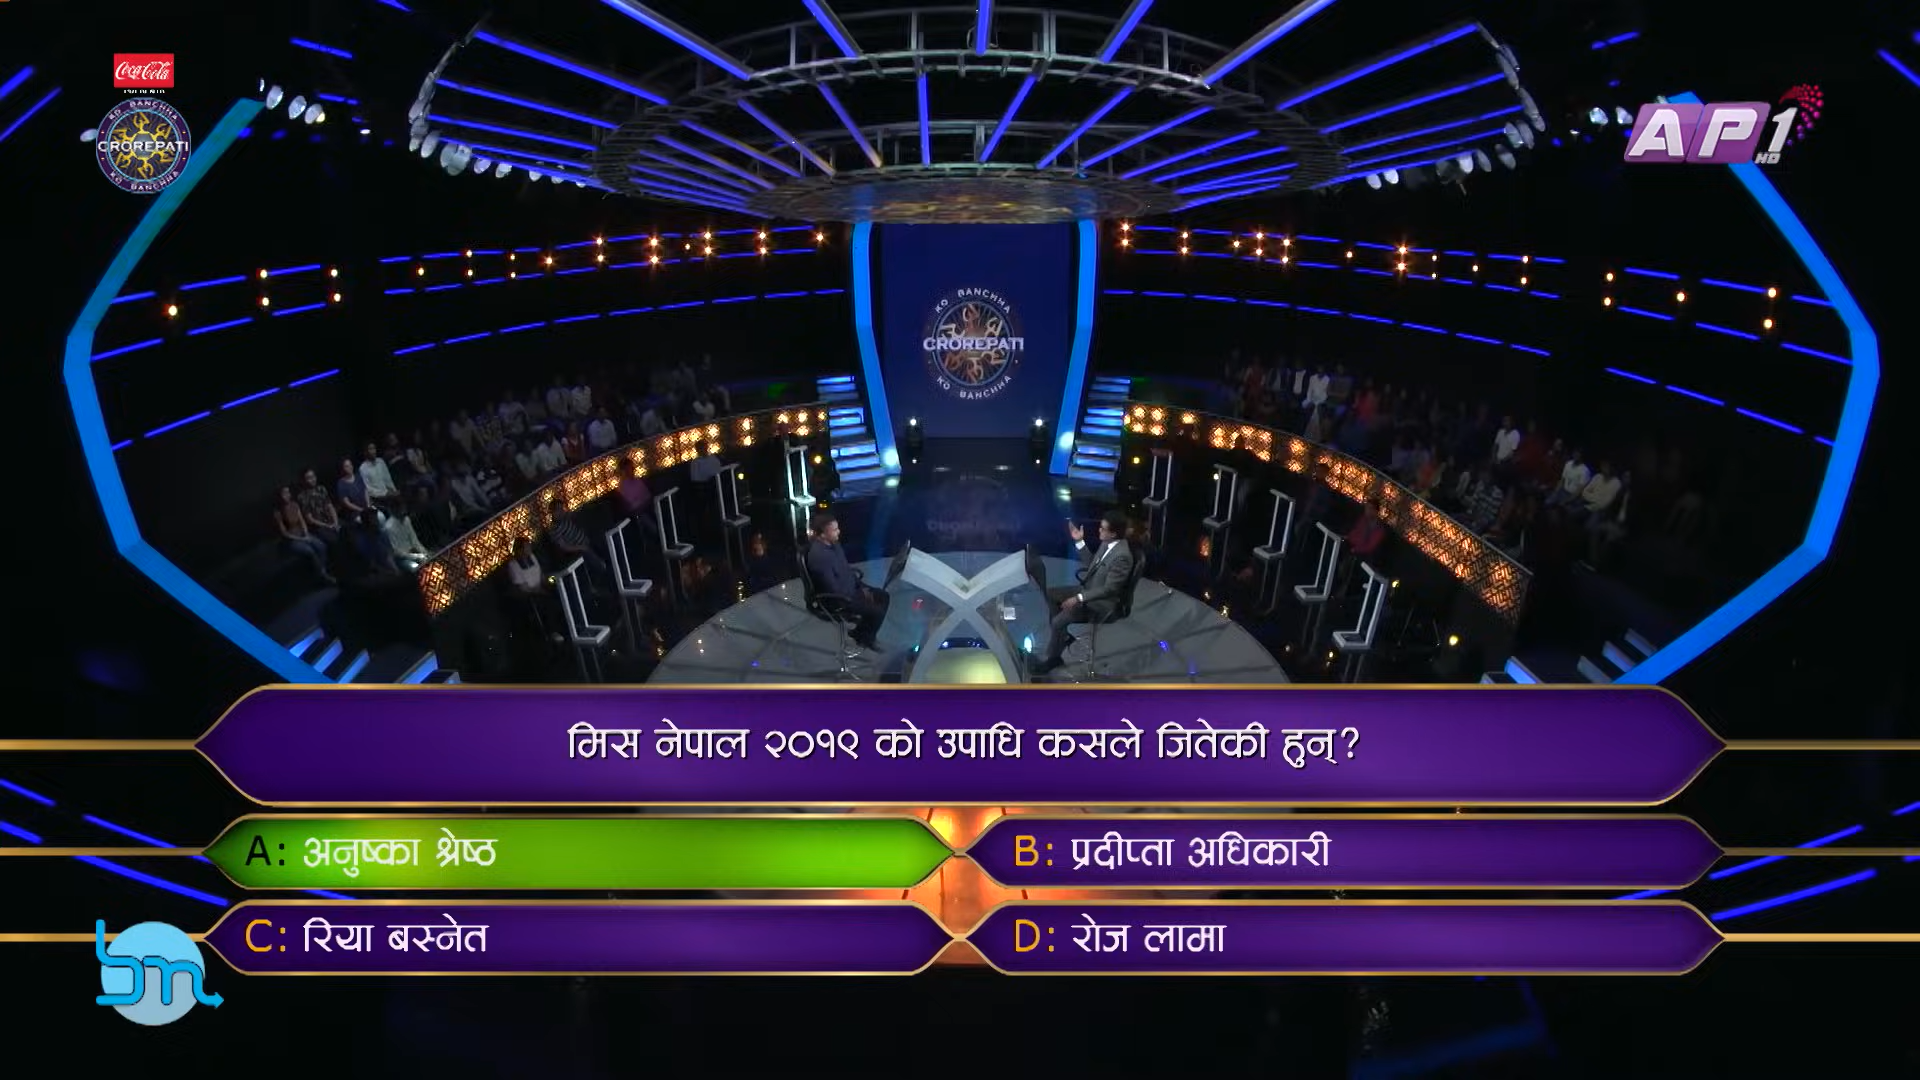 Coca-Cola
KO BANCHHA
CROREPATI
KO BANCHHA
AP1
HD
KO BANCHHA
CROREPATI
KO BANCHHA
मिस नेपाल २०१९ को उपाधि कसले जितेकी हुन्?
A: अनुष्का श्रेष्ठ
B: प्रदीप्ता अधिकारी
C: रिया बस्नेत
D: रोज लामा
bm